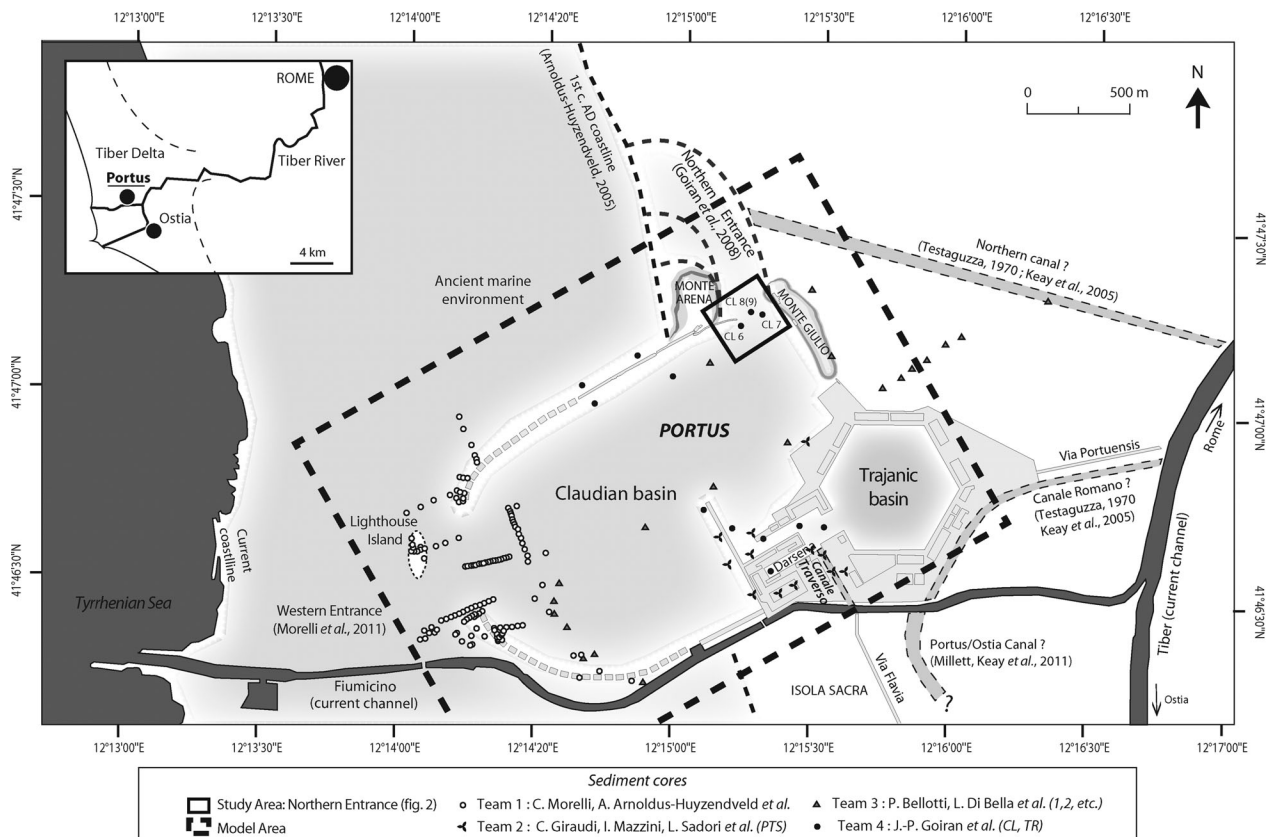 12°13'00"E 12°13'30"E 12°14'00"E 12°14'20"E 12°15'00"E 12°15'5"E 12°16'00"E 12°16,5"E
ROME
Tiber Delta
Tiber River
Portus
Ostia
4 km
N
0 500 m
41°47'30"N
41°47'00"N
41°46'30"N
41°47'30"N
41°47'00"N
41°46'30"N
1st c. AD coastline
(Arnoldus-Huyzendveld, 2005)
Northern Entrance
(Goiran et al., 2008)
Northern canal ?
(Testaguzza, 1970 ; Keay et al., 2005)
Ancient marine
environment
MONTE
ARENA
MONTE GIULIO
CL 8(9)
CL 7
CL 6
PORTUS
Claudian basin
Trajanic
basin
Via Portuensis
Canale Romano ?
(Testaguzza, 1970
Keay et al., 2005)
Rome
Lighthouse
Island
Current
coastlline
Darsena
Canale
Traverso
Tyrrhenian Sea
Western Entrance
(Morelli et al., 2011)
Fiumicino
(current channel)
Portus/Ostia Canal ?
(Millett, Keay et al., 2011)
?
Via Flavia
ISOLA SACRA
Tiber (current channel)
Ostia
12°13'00"E 12°13'30"E 12°14'00"E 12°14'20"E 12°15'00"E 12°15,5"E 12°16'00"E 12°16,5"E 12°17'00"E
Sediment cores
Study Area: Northern Entrance (fig. 2)
Model Area
Team 1 : C. Morelli, A. Arnoldus-Huyzendveld et al.
Team 2 : C. Giraudi, I. Mazzini, L. Sadori et al. (PTS)
Team 3 : P. Bellotti, L. Di Bella et al. (1,2, etc.)
Team 4 : J.-P. Goiran et al. (CL, TR)